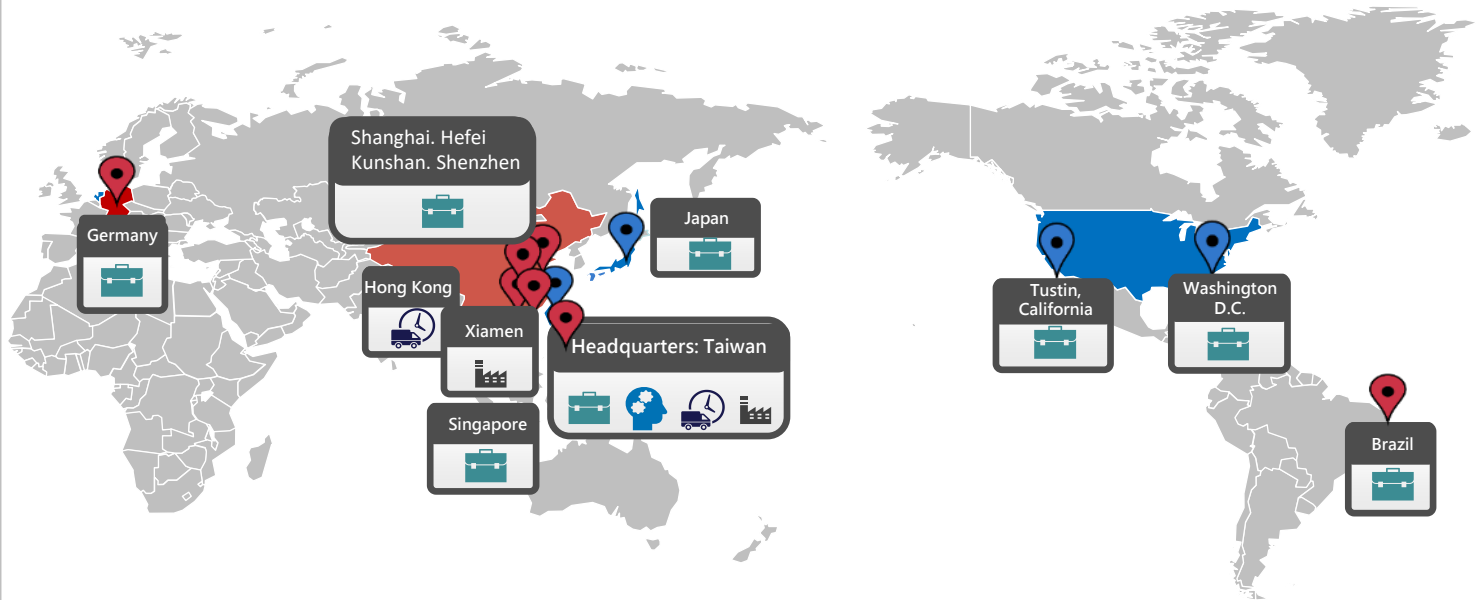 Shanghai. Hefei
Kunshan. Shenzhen
Germany
Japan
Hong Kong
Xiamen
Headquarters: Taiwan
Singapore
Tustin,
California
Washington
D.C.
Brazil